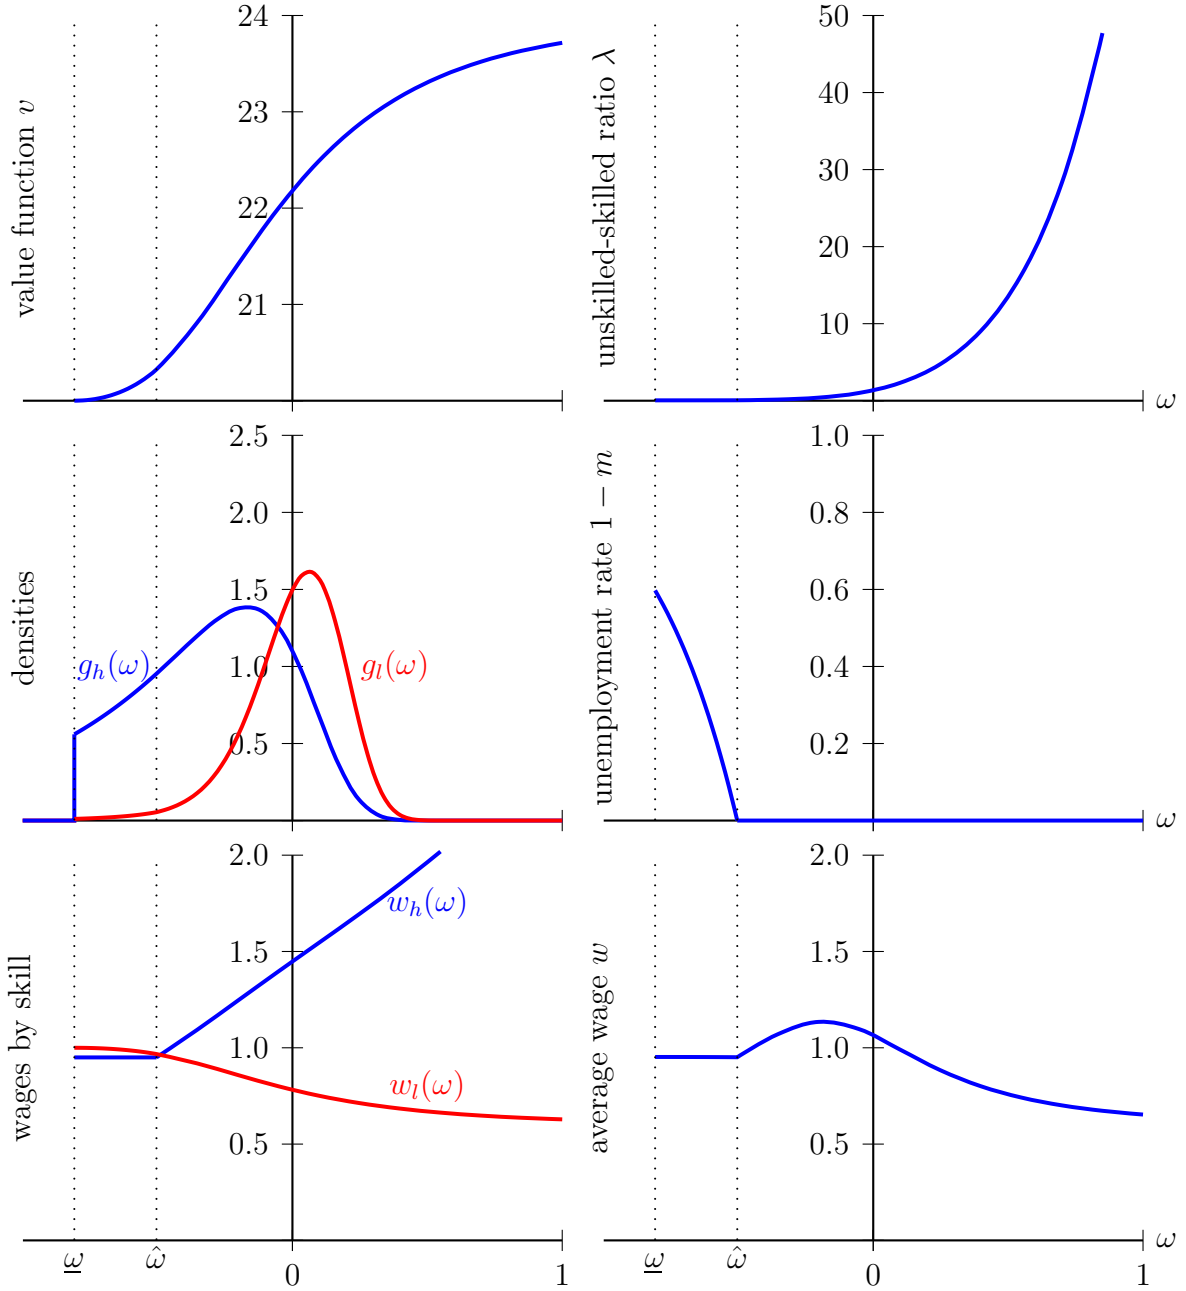 value function v
24
23
22
21
unskilled-skilled ratio λ
50
40
30
20
10
ω
densities
2.5
2.0
1.5
1.0
0.5
g_h(ω)
g_l(ω)
unemployment rate 1 − m
1.0
0.8
0.6
0.4
0.2
ω
wages by skill
2.0
1.5
1.0
0.5
w_h(ω)
w_l(ω)
ω̲ ω̂ 0 1
average wage w
2.0
1.5
1.0
0.5
ω
ω̲ ω̂ 0 1